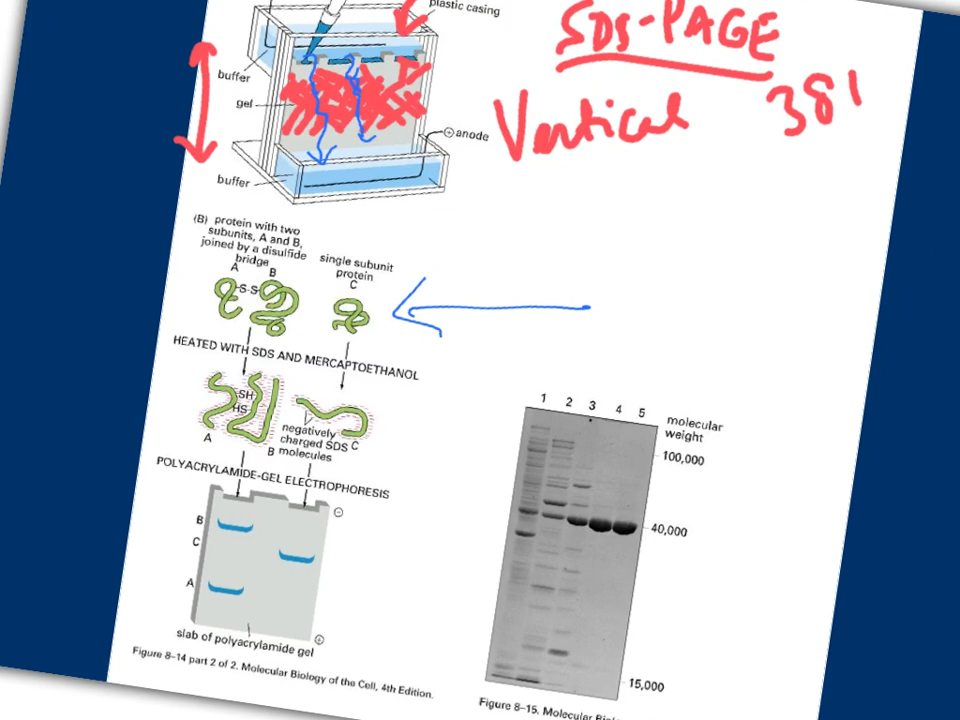 plastic casing
SDS-PAGE
buffer
gel
Vertical
anode
buffer
(B) protein with two
subunits, A and B,
joined by a disulfide
bridge
single subunit
protein
A B C
S-S
HEATED WITH SDS AND MERCAPTOETHANOL
SH
HS
negatively
charged SDS
molecules
A B C
POLYACRYLAMIDE-GEL ELECTROPHORESIS
B
C
A
slab of polyacrylamide gel
Figure 8-14 part 2 of 2. Molecular Biology of the Cell, 4th Edition.
1 2 3 4 5
molecular
weight
100,000
40,000
15,000
Figure 8-15. Molecular